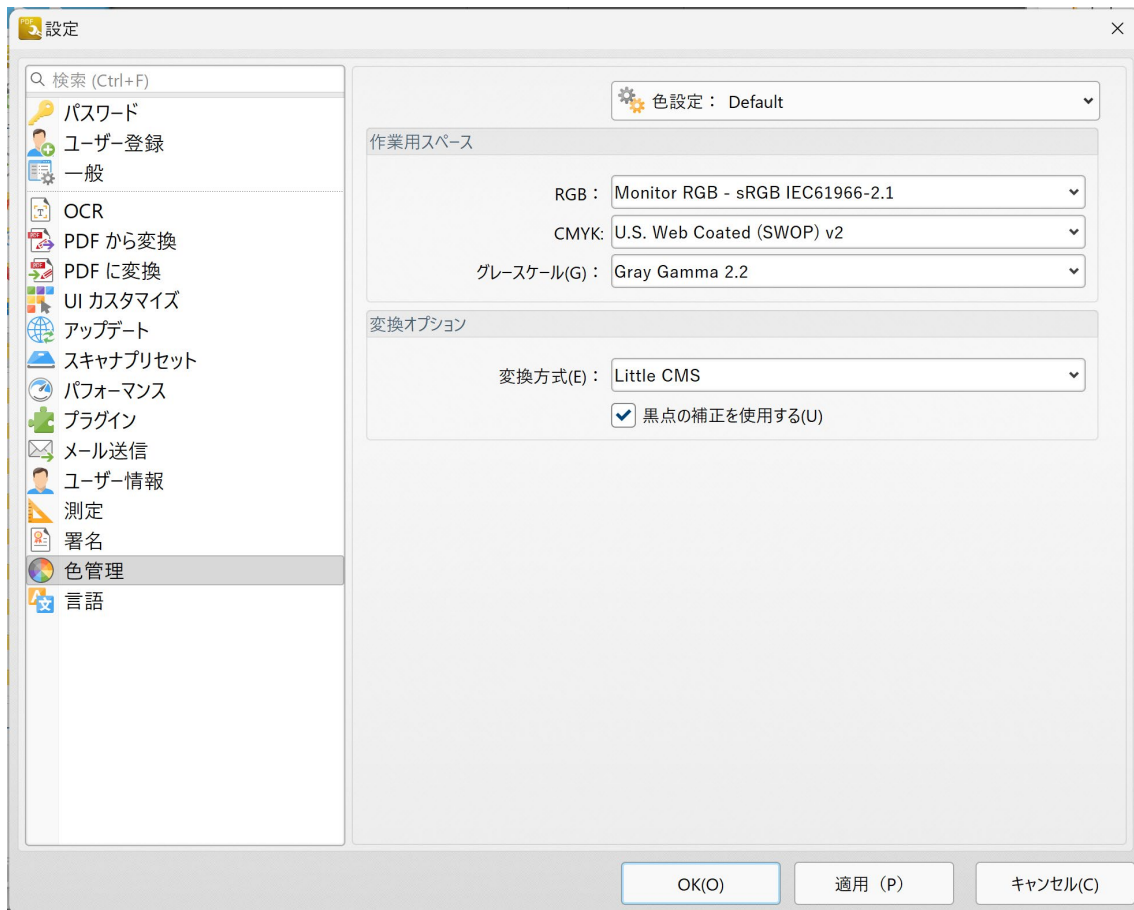 PDF
設定
検索 (Ctrl+F)
パスワード
ユーザー登録
一般
OCR
PDF から変換
PDF に変換
UI カスタマイズ
アップデート
スキャナプリセット
パフォーマンス
プラグイン
メール送信
ユーザー情報
測定
署名
色管理
言語
色設定： Default
作業用スペース
RGB： Monitor RGB - sRGB IEC61966-2.1
CMYK: U.S. Web Coated (SWOP) v2
グレースケール(G)： Gray Gamma 2.2
変換オプション
変換方式(E)： Little CMS
黒点の補正を使用する(U)
OK(O)
適用（P）
キャンセル(C)